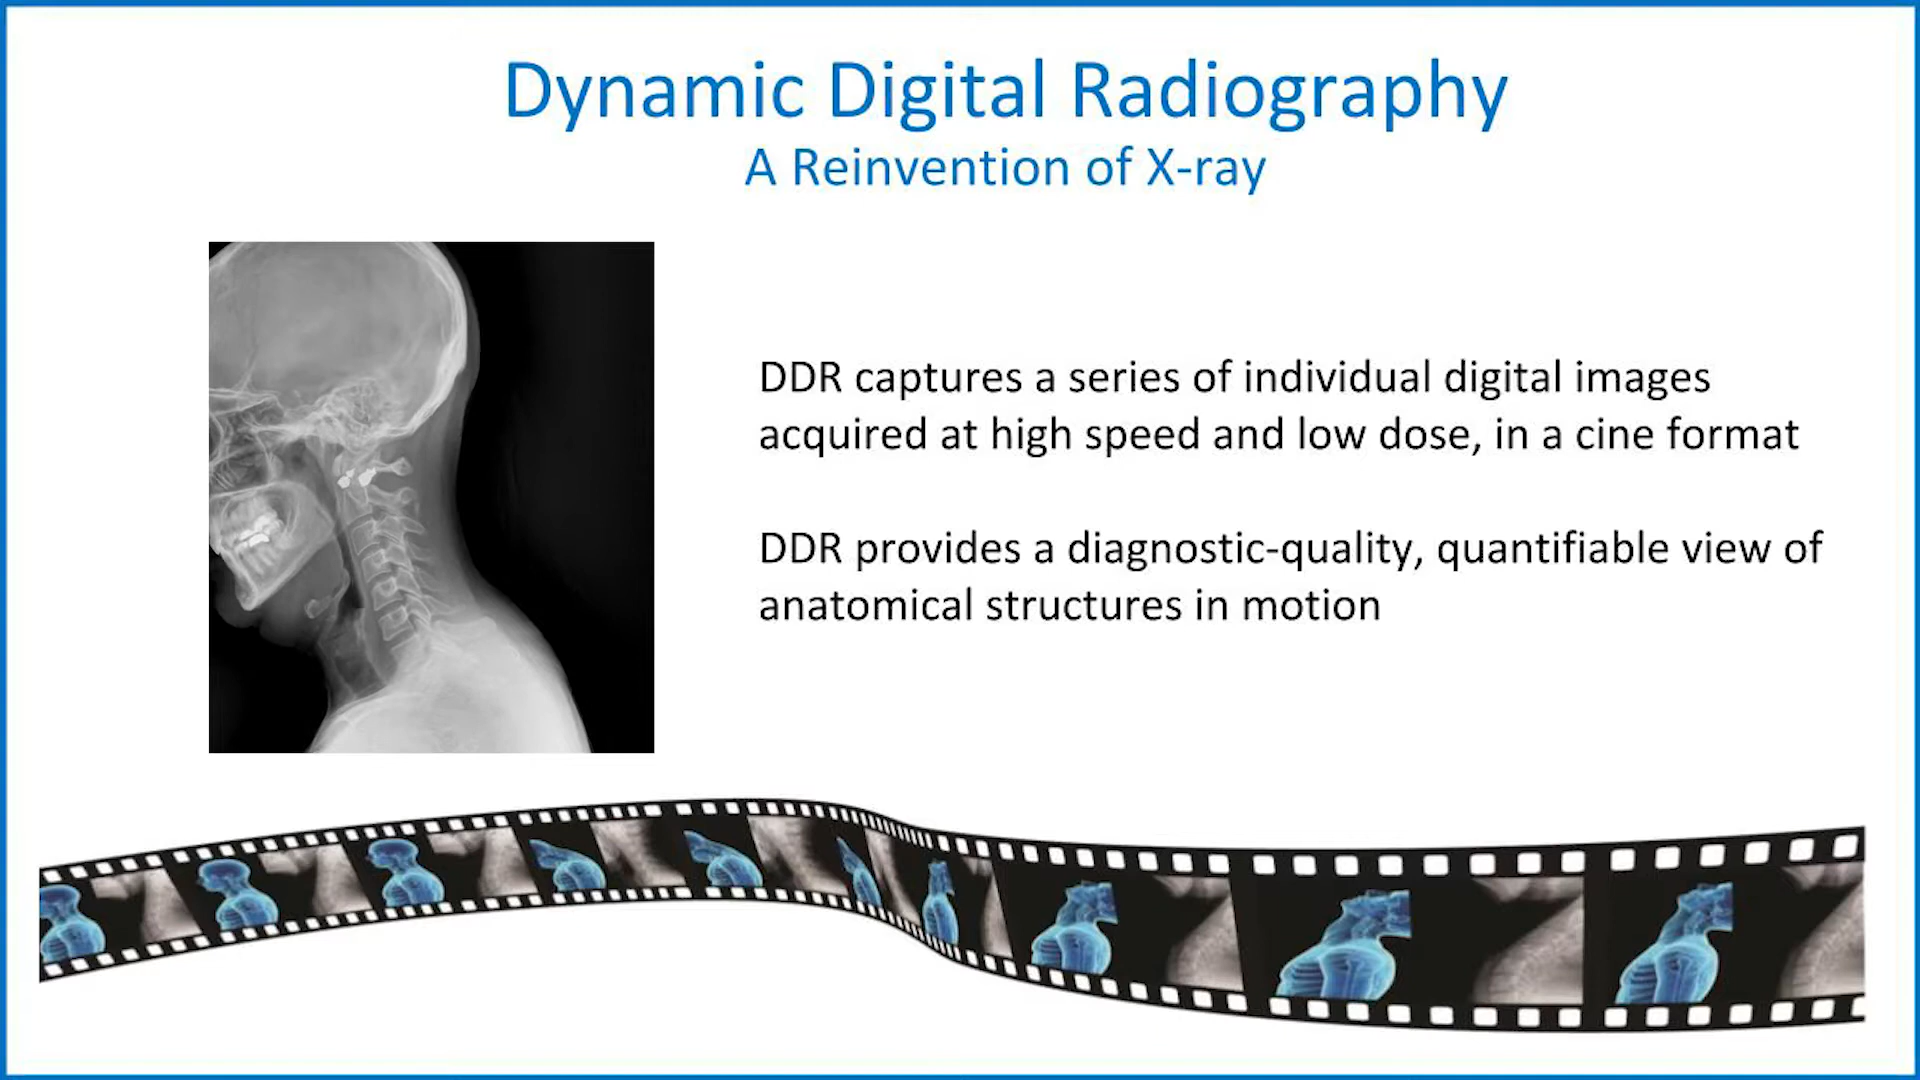 Dynamic Digital Radiography
A Reinvention of X-ray
DDR captures a series of individual digital images
acquired at high speed and low dose, in a cine format
DDR provides a diagnostic-quality, quantifiable view of
anatomical structures in motion